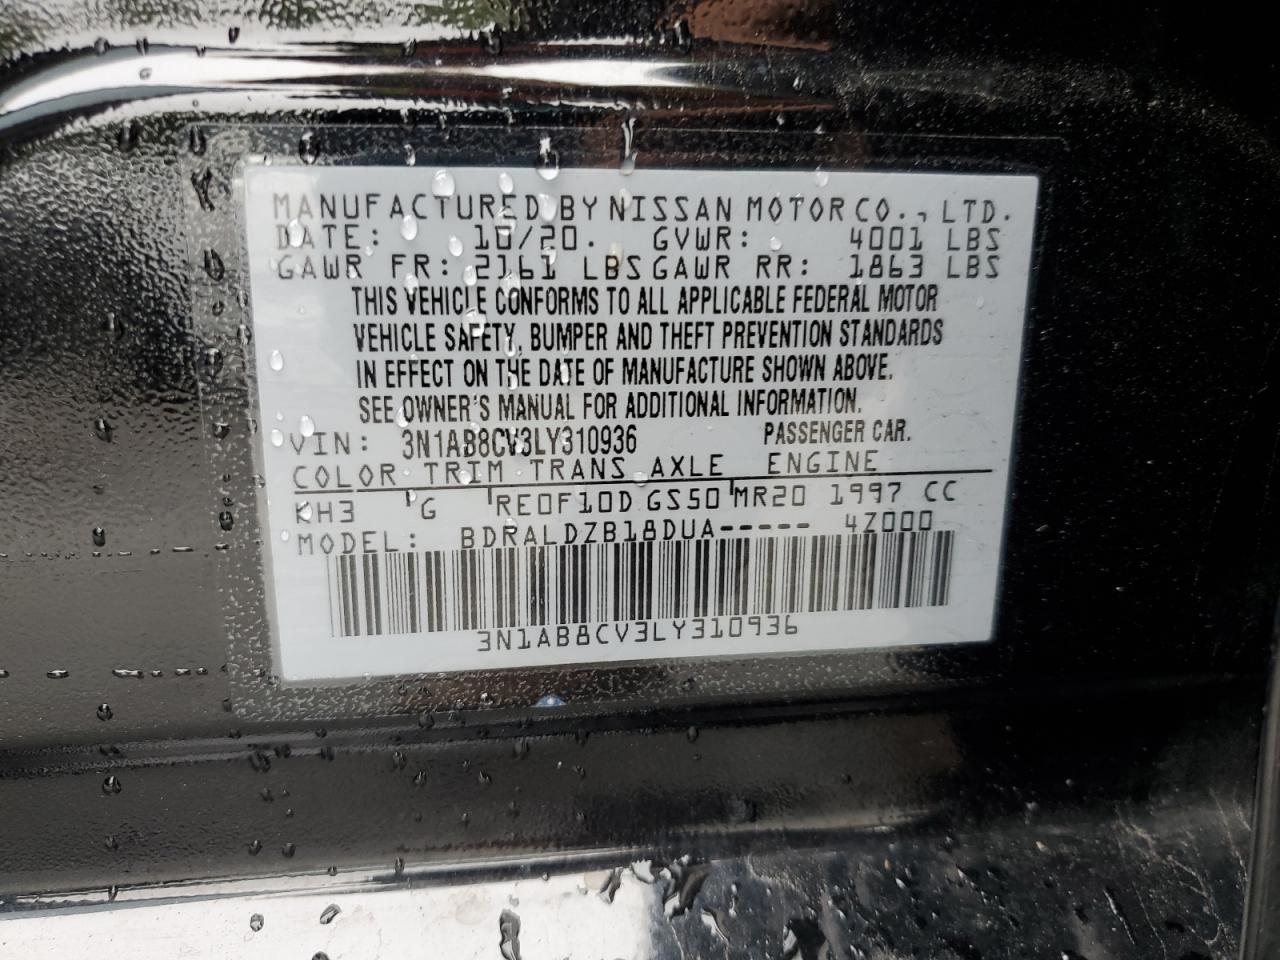 MANUFACTURED BY NISSAN MOTOR CO., LTD.
DATE: 10/20. GVWR: 4001 LBS
GAWR FR: 2161 LBS GAWR RR: 1863 LBS
THIS VEHICLE CONFORMS TO ALL APPLICABLE FEDERAL MOTOR
VEHICLE SAFETY, BUMPER AND THEFT PREVENTION STANDARDS
IN EFFECT ON THE DATE OF MANUFACTURE SHOWN ABOVE.
SEE OWNER'S MANUAL FOR ADDITIONAL INFORMATION.
VIN: 3N1AB8CV3LY310936 PASSENGER CAR.
COLOR TRIM TRANS AXLE ENGINE
KH3 G RE0F10D GS50 MR20 1997 CC
MODEL: BDRALDZB18DUA----- 4Z000
3N1AB8CV3LY310936